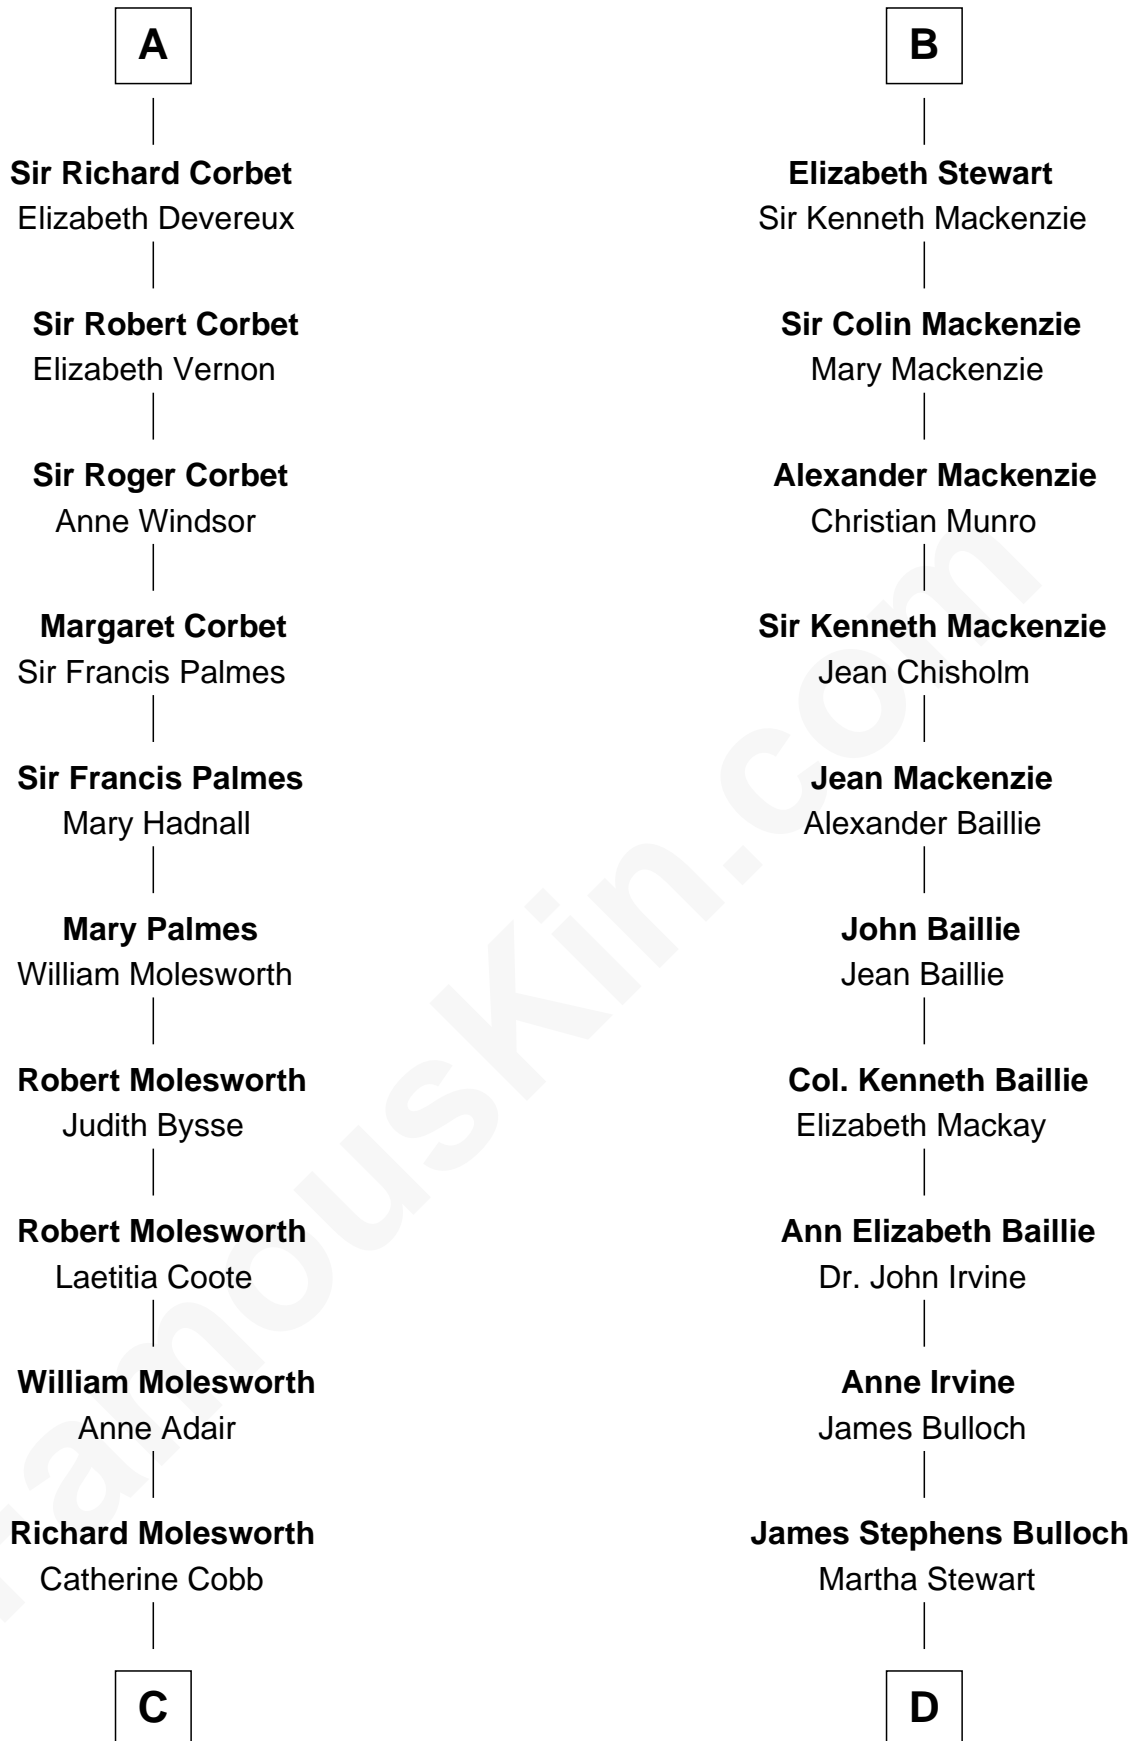 A
Sir Richard Corbet
Elizabeth Devereux
Sir Robert Corbet
Elizabeth Vernon
Sir Roger Corbet
Anne Windsor
Margaret Corbet
Sir Francis Palmes
Sir Francis Palmes
Mary Hadnall
Mary Palmes
William Molesworth
Robert Molesworth
Judith Bysse
Robert Molesworth
Laetitia Coote
William Molesworth
Anne Adair
Richard Molesworth
Catherine Cobb
C
B
Elizabeth Stewart
Sir Kenneth Mackenzie
Sir Colin Mackenzie
Mary Mackenzie
Alexander Mackenzie
Christian Munro
Sir Kenneth Mackenzie
Jean Chisholm
Jean Mackenzie
Alexander Baillie
John Baillie
Jean Baillie
Col. Kenneth Baillie
Elizabeth Mackay
Ann Elizabeth Baillie
Dr. John Irvine
Anne Irvine
James Bulloch
James Stephens Bulloch
Martha Stewart
D
FamousKin.com